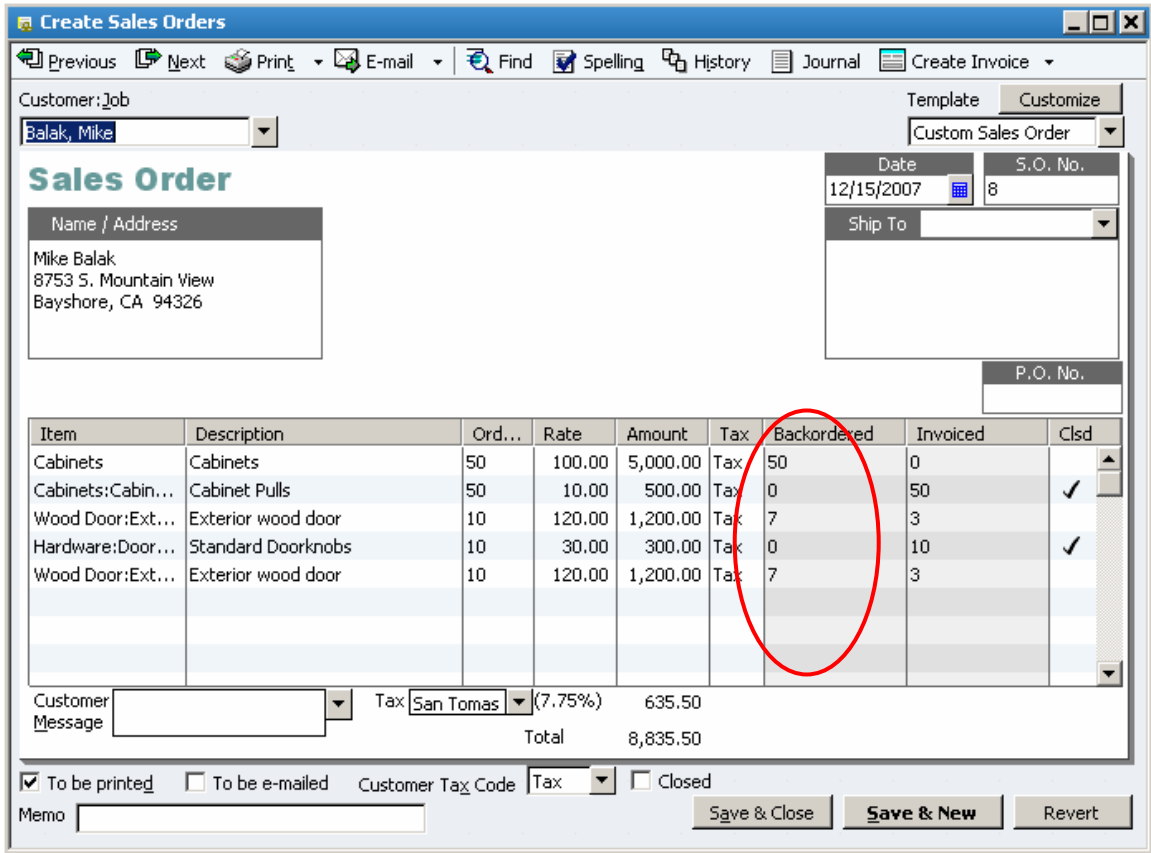 Create Sales Orders
Previous Next Print E-mail Find Spelling History Journal Create Invoice
Customer:Job Template Customize
Balak, Mike Custom Sales Order
Sales Order
Date S.O. No.
12/15/2007 8
Name / Address Ship To
Mike Balak
8753 S. Mountain View
Bayshore, CA 94326
P.O. No.
Item Description Ord... Rate Amount Tax Backordered Invoiced Clsd
Cabinets Cabinets 50 100.00 5,000.00 Tax 50 0
Cabinets:Cabin... Cabinet Pulls 50 10.00 500.00 Tax 0 50 ✓
Wood Door:Ext... Exterior wood door 10 120.00 1,200.00 Tax 7 3
Hardware:Door... Standard Doorknobs 10 30.00 300.00 Tax 0 10 ✓
Wood Door:Ext... Exterior wood door 10 120.00 1,200.00 Tax 7 3
Customer Message Tax San Tomas (7.75%) 635.50
Total 8,835.50
To be printed To be e-mailed Customer Tax Code Tax Closed
Memo Save & Close Save & New Revert